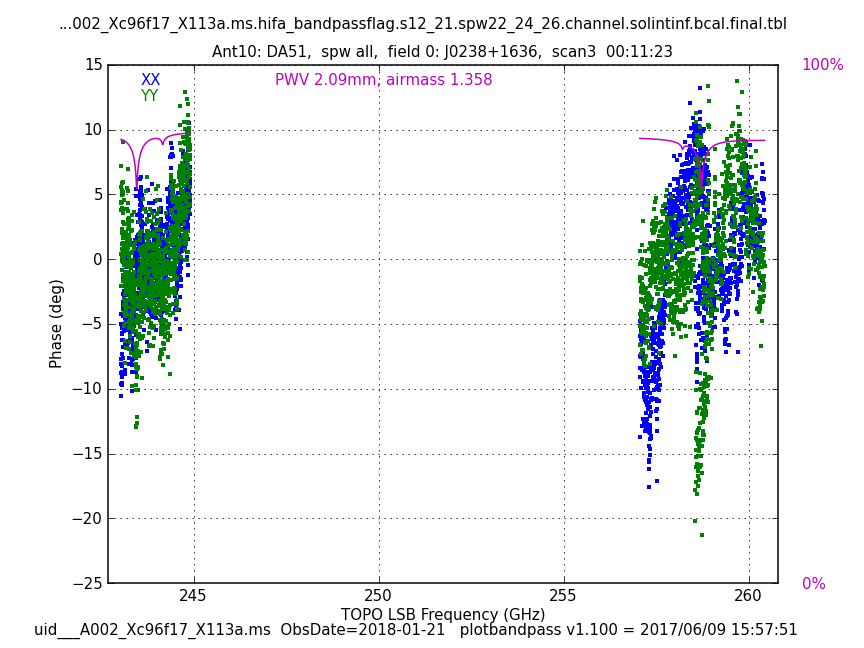 ...002_Xc96f17_X113a.ms.hifa_bandpassflag.s12_21.spw22_24_26.channel.solintinf.bcal.final.tbl
Ant10: DA51,  spw all,  field 0: J0238+1636,  scan3  00:11:23
XX
YY
PWV 2.09mm, airmass 1.358
100%
0%
15
10
5
0
−5
−10
−15
−20
−25
Phase (deg)
245
250
255
260
TOPO LSB Frequency (GHz)
uid___A002_Xc96f17_X113a.ms  ObsDate=2018-01-21   plotbandpass v1.100 = 2017/06/09 15:57:51